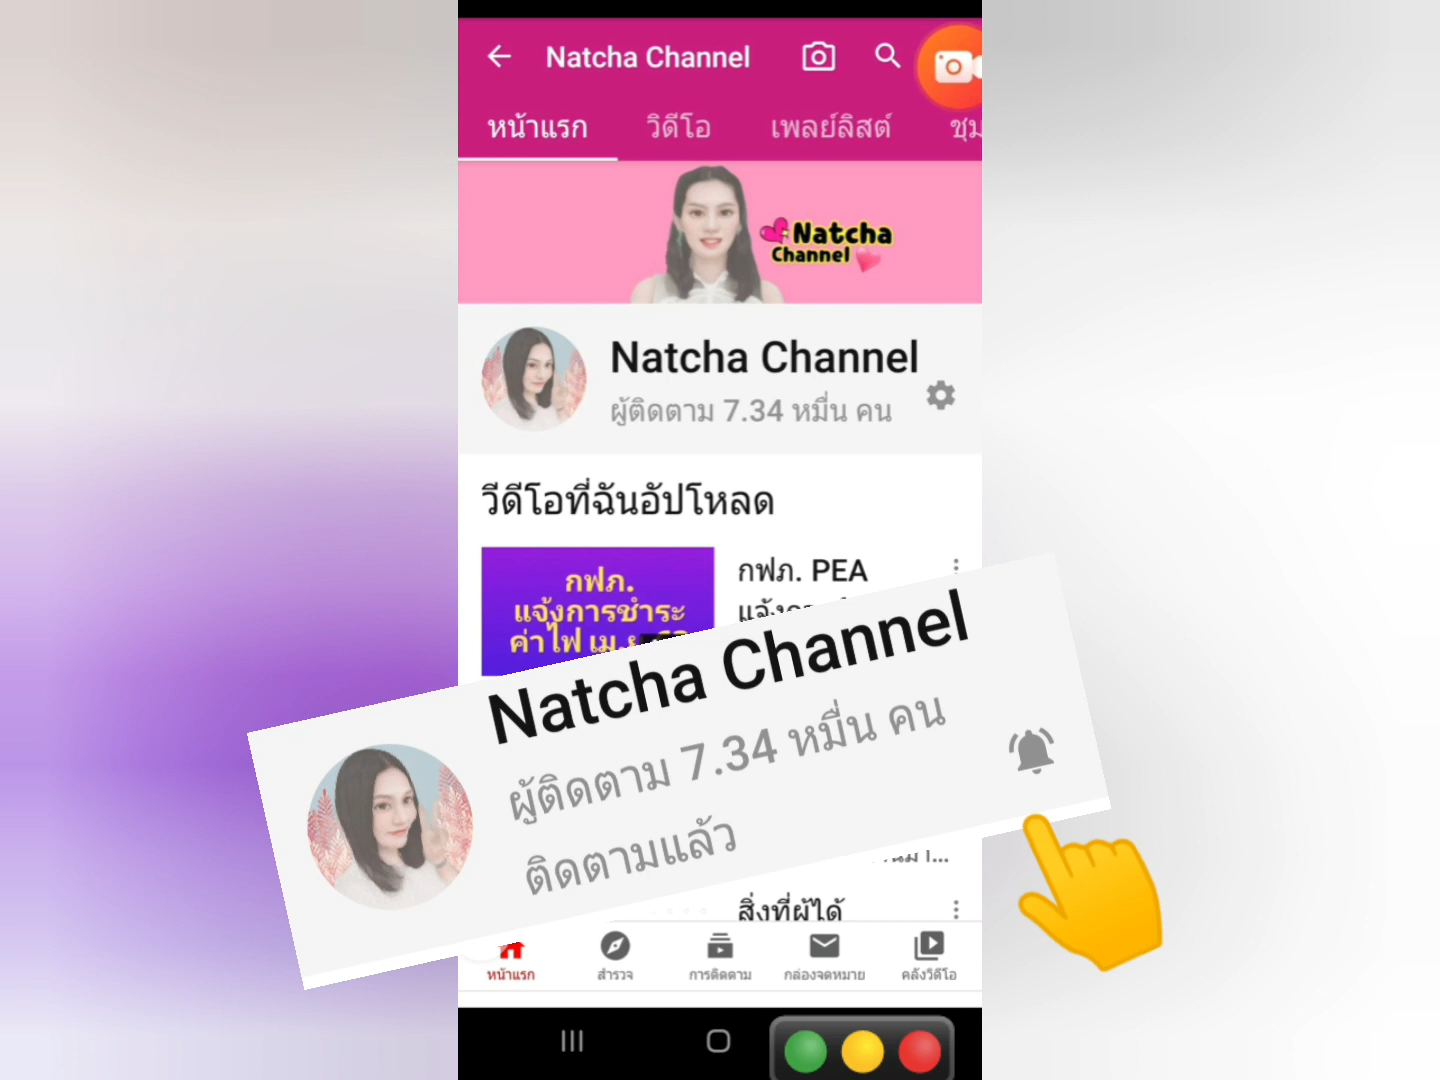 Natcha Channel
หน้าแรก
วิดีโอ
เพลย์ลิสต์
Natcha
Channel
Natcha Channel
ผู้ติดตาม 7.34 หมื่น คน
วีดีโอที่ฉันอัปโหลด
กฟภ.
แจ้งการชำระ
ค่าไฟ
กฟภ. PEA
Natcha Channel
ผู้ติดตาม 7.34 หมื่น คน
ติดตามแล้ว
สิ่งที่ผู้ได้
หน้าแรก
สำรวจ
การติดตาม
กล่องจดหมาย
คลังวิดีโอ